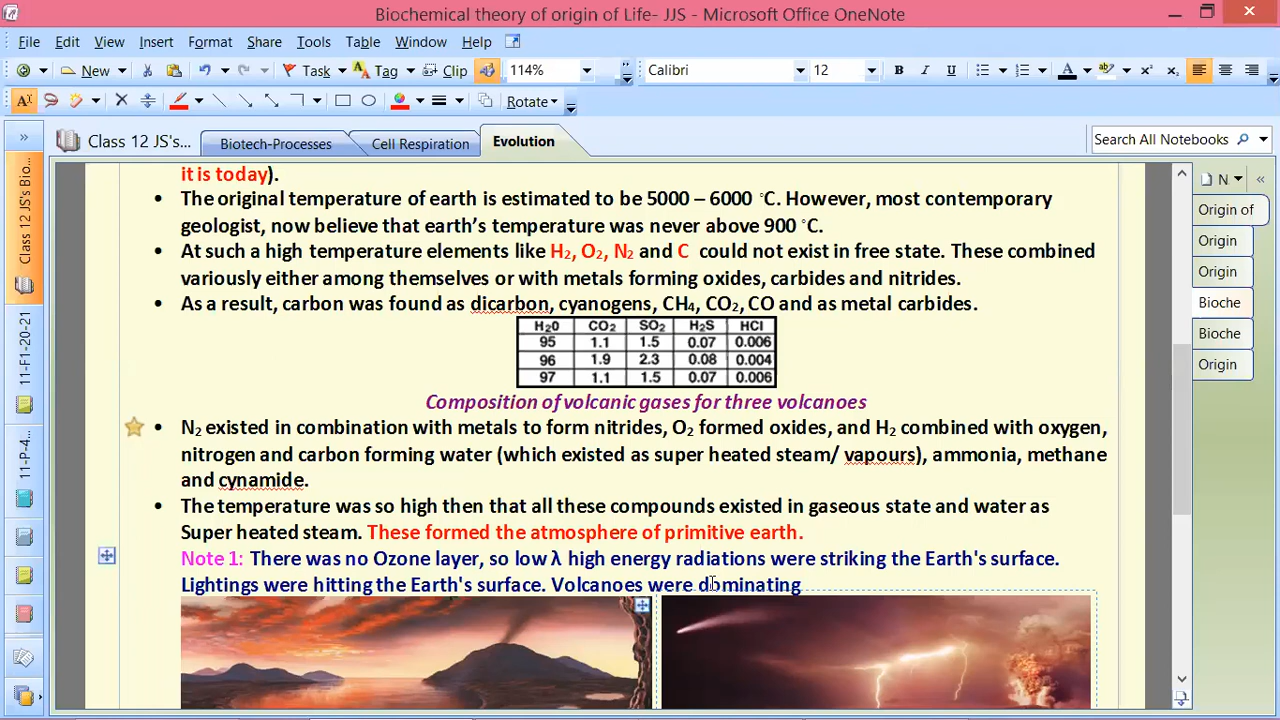 Biochemical theory of origin of Life- JJS - Microsoft Office OneNote
File Edit View Insert Format Share Tools Table Window Help
New Task Tag Clip 114% Calibri 12 B I U
Rotate
Class 12 JS's... Biotech-Processes Cell Respiration Evolution Search All Notebooks
it is today).
• The original temperature of earth is estimated to be 5000 – 6000 °C. However, most contemporary
geologist, now believe that earth's temperature was never above 900 °C.
• At such a high temperature elements like H₂, O₂, N₂ and C could not exist in free state. These combined
variously either among themselves or with metals forming oxides, carbides and nitrides.
• As a result, carbon was found as dicarbon, cyanogens, CH₄, CO₂, CO and as metal carbides.
H₂0 CO₂ SO₂ H₂S HCl
95 1.1 1.5 0.07 0.006
96 1.9 2.3 0.08 0.004
97 1.1 1.5 0.07 0.006
Composition of volcanic gases for three volcanoes
• N₂ existed in combination with metals to form nitrides, O₂ formed oxides, and H₂ combined with oxygen,
nitrogen and carbon forming water (which existed as super heated steam/ vapours), ammonia, methane
and cynamide.
• The temperature was so high then that all these compounds existed in gaseous state and water as
Super heated steam. These formed the atmosphere of primitive earth.
Note 1: There was no Ozone layer, so low λ high energy radiations were striking the Earth's surface.
Lightings were hitting the Earth's surface. Volcanoes were dominating
Class 12 JS's Bio...
11-F1-20-21
11-P-4...
N
Origin of
Origin
Origin
Bioche
Bioche
Origin